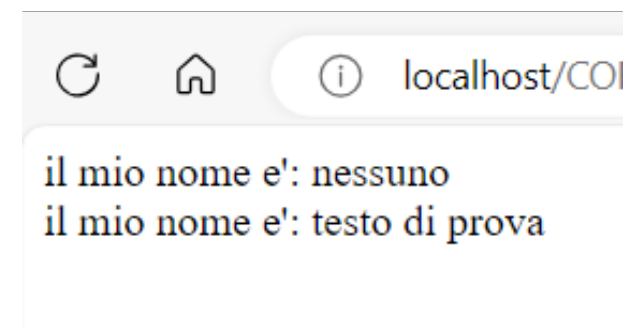 localhost/CO
il mio nome e': nessuno
il mio nome e': testo di prova